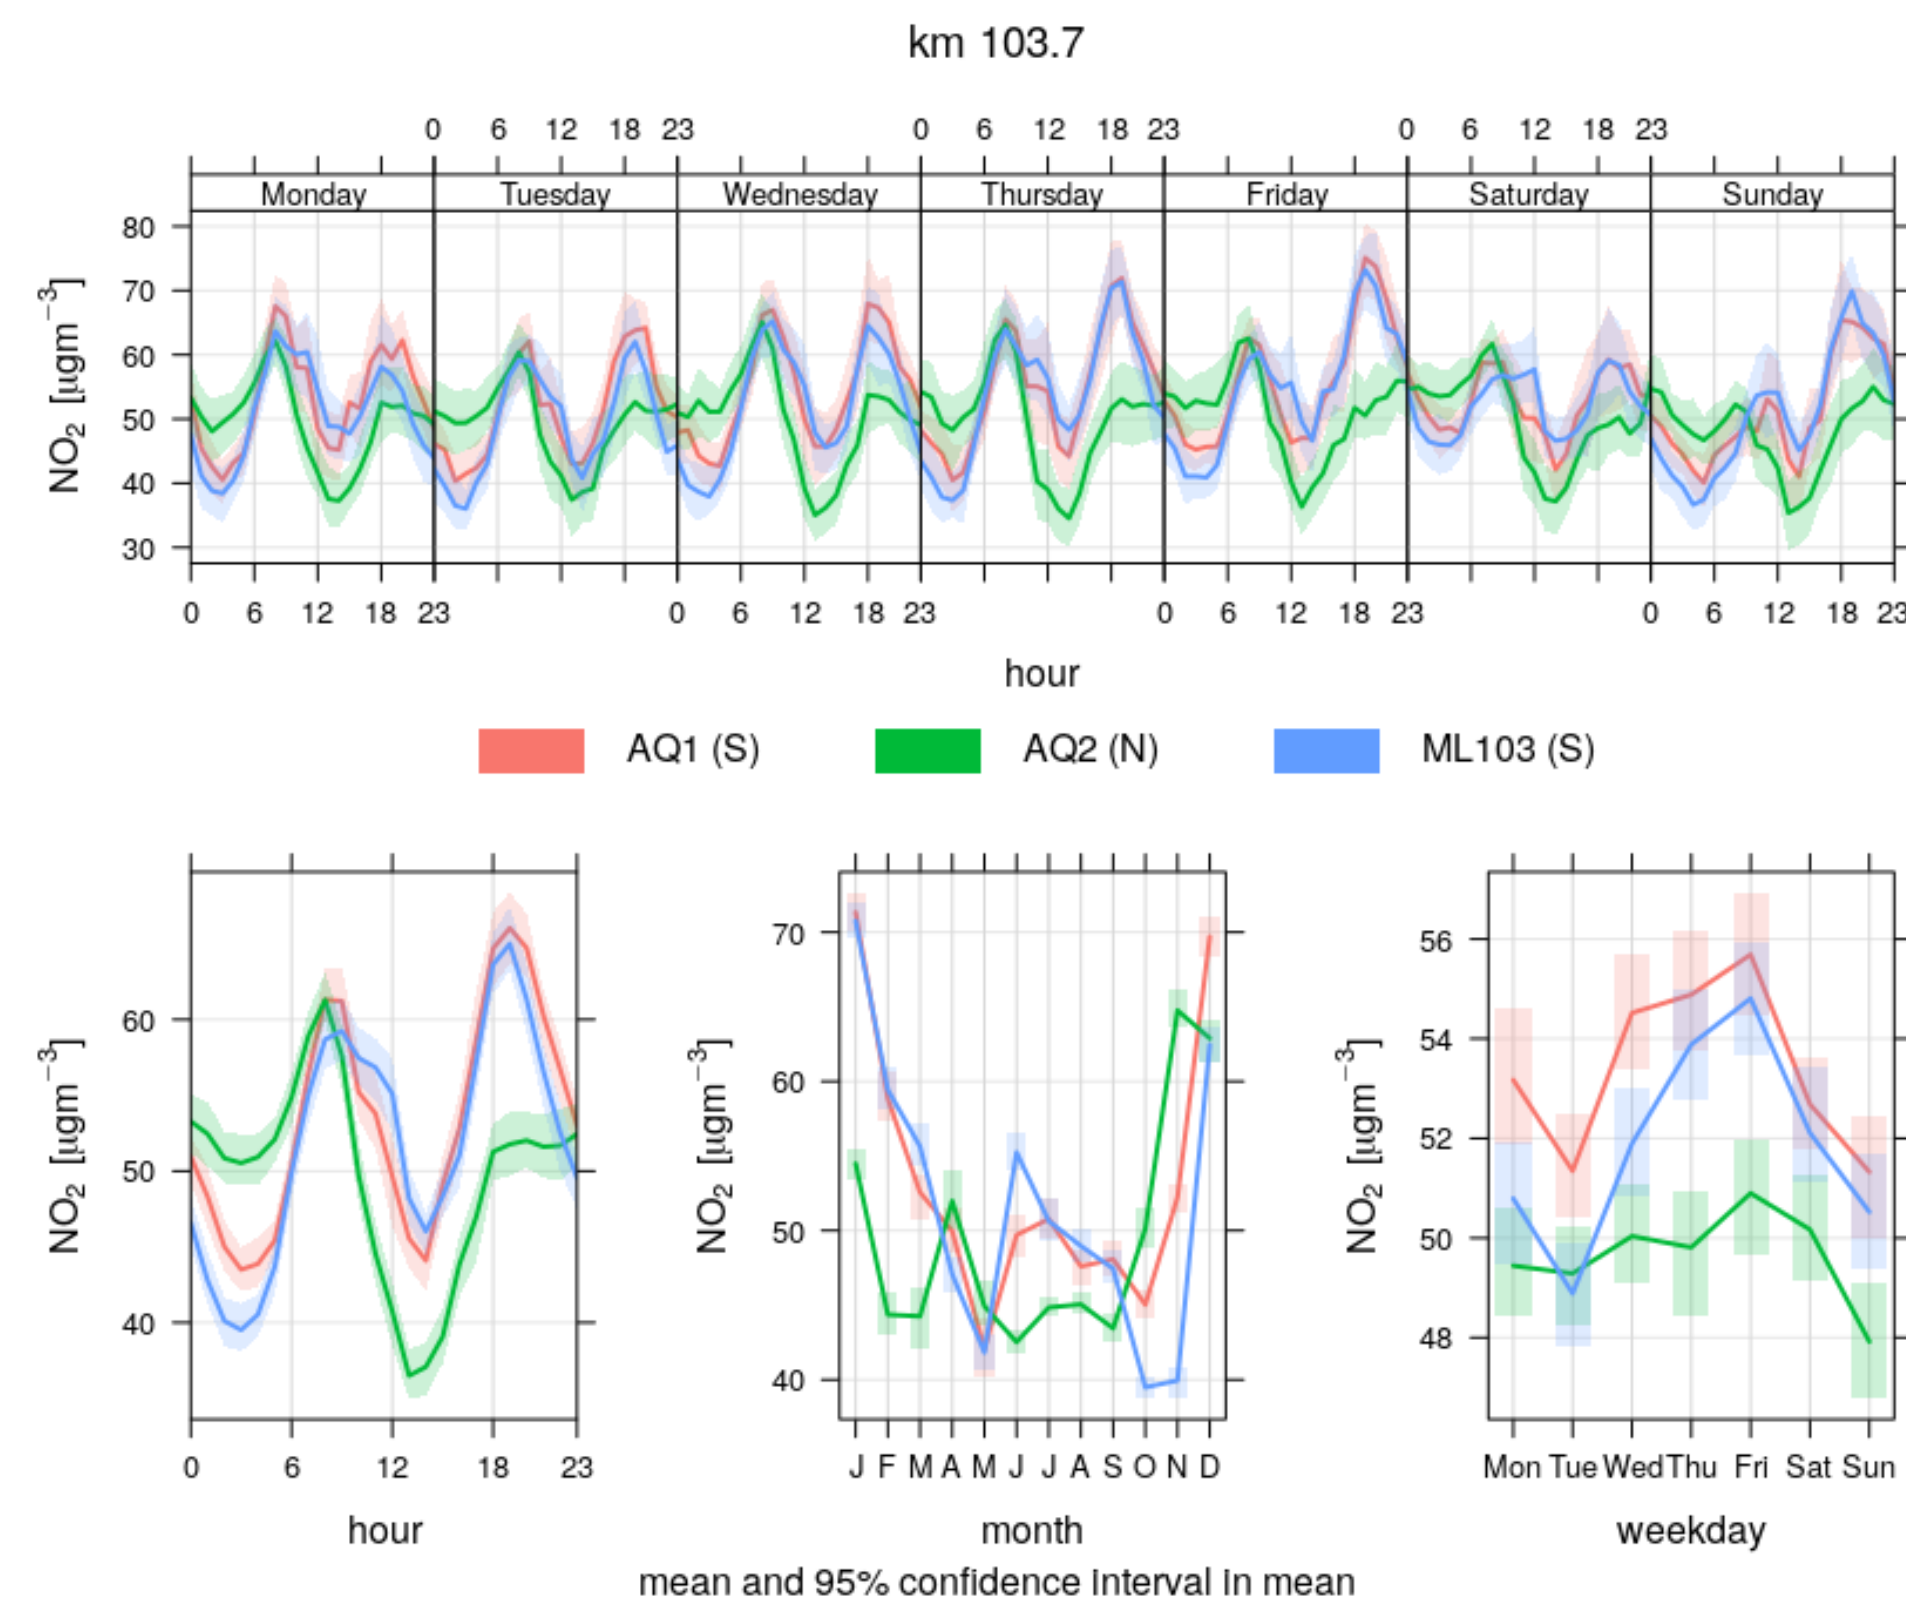 km 103.7
0 6 12 18 23 0 6 12 18 23 0 6 12 18 23
Monday Tuesday Wednesday Thursday Friday Saturday Sunday
80
70
60
50
40
30
NO₂ [µgm⁻³]
0 6 12 18 23 0 6 12 18 23 0 6 12 18 23 0 6 12 18 23
hour
AQ1 (S) AQ2 (N) ML103 (S)
60
50
40
NO₂ [µgm⁻³]
0 6 12 18 23
hour
70
60
50
40
NO₂ [µgm⁻³]
J F M A M J J A S O N D
month
56
54
52
50
48
NO₂ [µgm⁻³]
Mon Tue Wed Thu Fri Sat Sun
weekday
mean and 95% confidence interval in mean